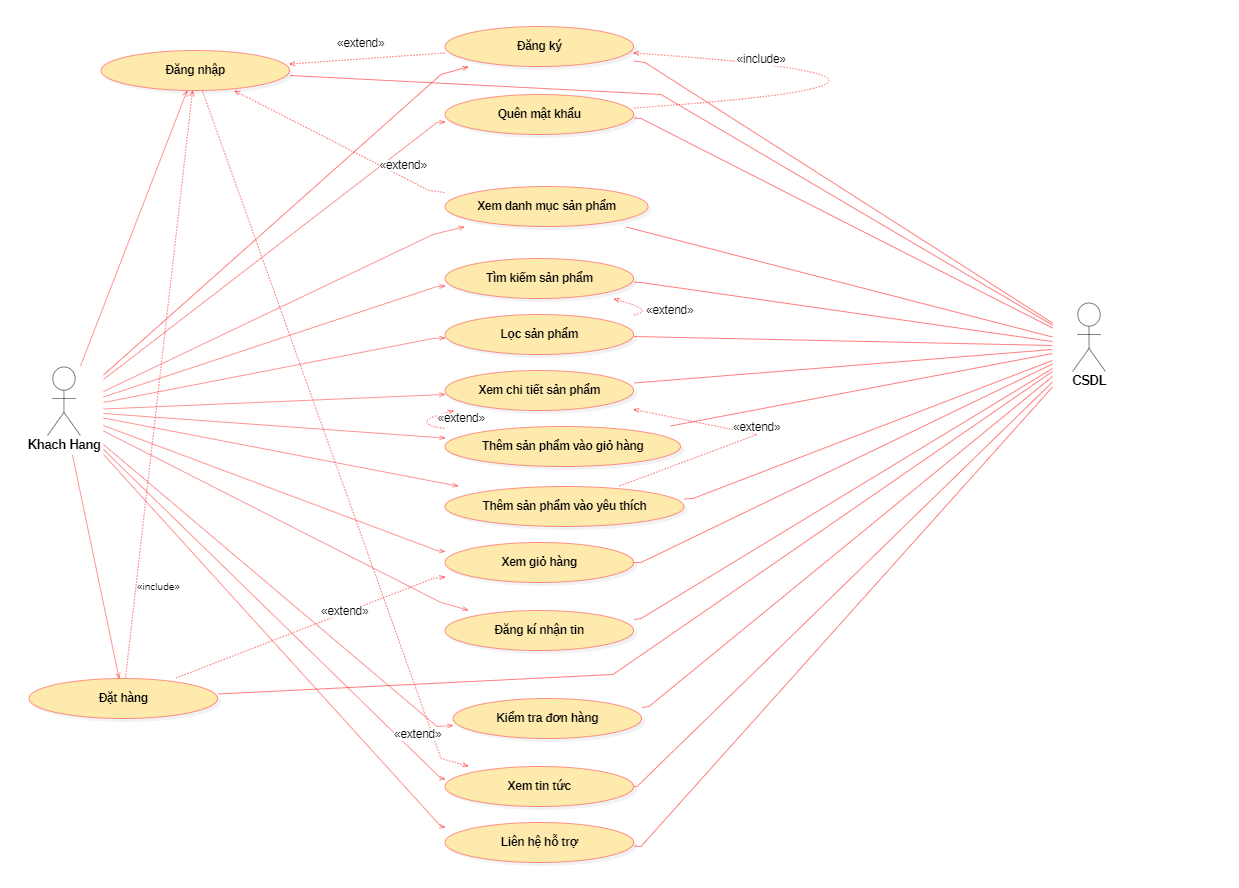 Đăng ký
«extend»
«include»
Đăng nhập
Quên mật khẩu
«extend»
Xem danh mục sản phẩm
Tìm kiếm sản phẩm
«extend»
Lọc sản phẩm
CSDL
Xem chi tiết sản phẩm
«extend»
«extend»
Khach Hang
Thêm sản phẩm vào giỏ hàng
Thêm sản phẩm vào yêu thích
Xem giỏ hàng
«include»
«extend»
Đăng kí nhận tin
Đặt hàng
Kiểm tra đơn hàng
«extend»
Xem tin tức
Liên hệ hỗ trợ